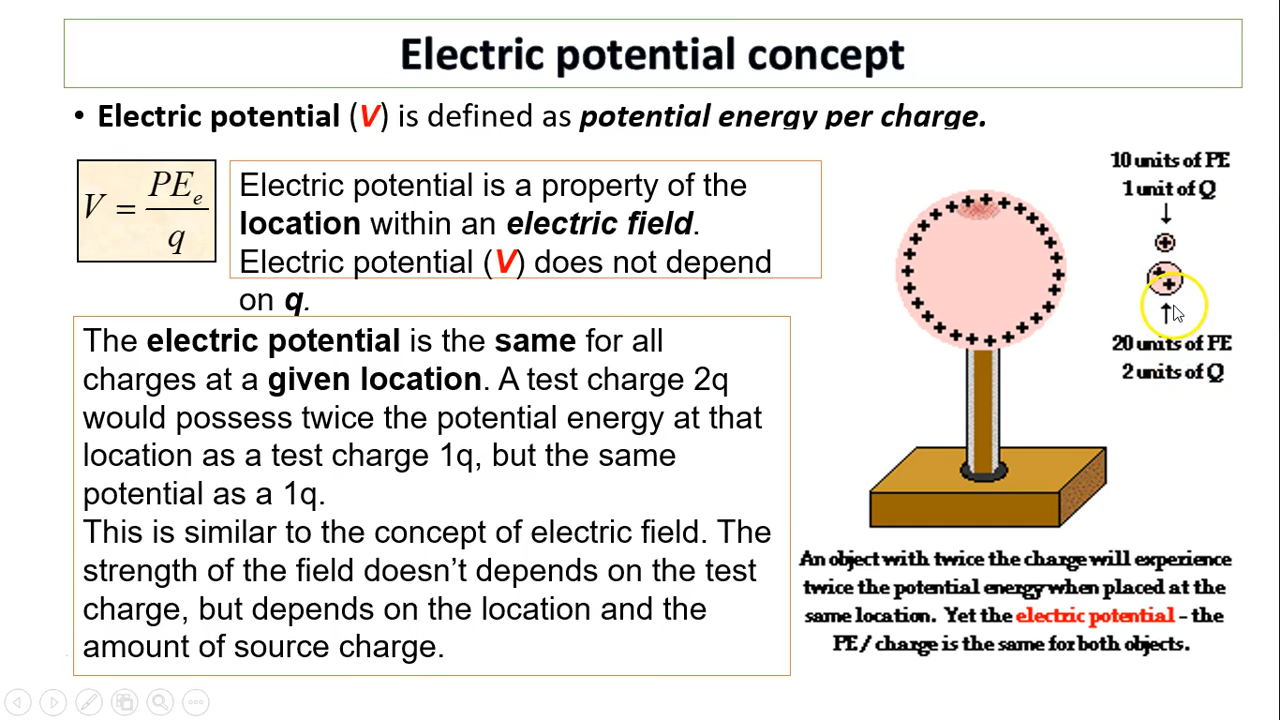 Electric potential concept
• Electric potential (V) is defined as potential energy per charge.
V = PEe / q
Electric potential is a property of the
location within an electric field.
Electric potential (V) does not depend
on q.
The electric potential is the same for all
charges at a given location. A test charge 2q
would possess twice the potential energy at that
location as a test charge 1q, but the same
potential as a 1q.
This is similar to the concept of electric field. The
strength of the field doesn't depends on the test
charge, but depends on the location and the
amount of source charge.
10 units of PE
1 unit of Q
20 units of PE
2 units of Q
An object with twice the charge will experience
twice the potential energy when placed at the
same location. Yet the electric potential - the
PE / charge is the same for both objects.